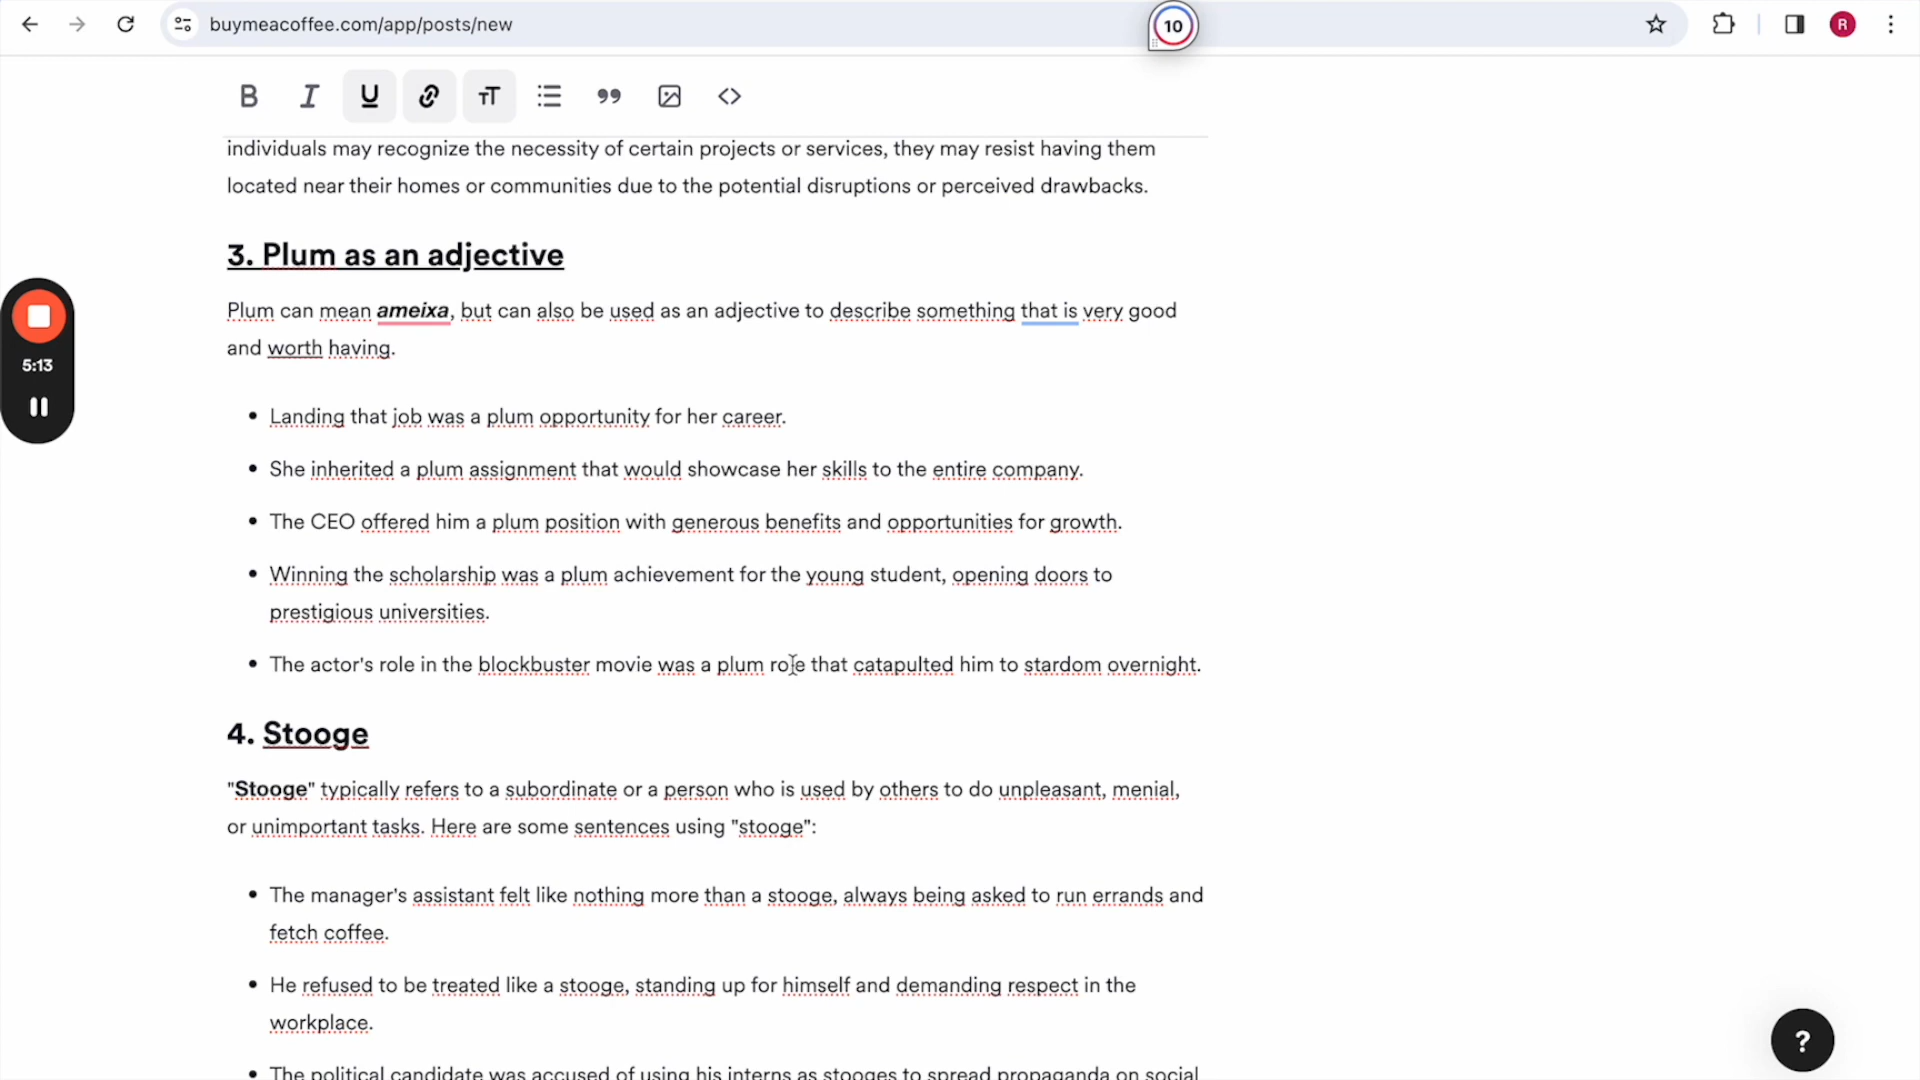 buymeacoffee.com/app/posts/new
10
R
B I U
individuals may recognize the necessity of certain projects or services, they may resist having them
located near their homes or communities due to the potential disruptions or perceived drawbacks.
3. Plum as an adjective
Plum can mean ameixa, but can also be used as an adjective to describe something that is very good
and worth having.
5:13
• Landing that job was a plum opportunity for her career.
• She inherited a plum assignment that would showcase her skills to the entire company.
• The CEO offered him a plum position with generous benefits and opportunities for growth.
• Winning the scholarship was a plum achievement for the young student, opening doors to
prestigious universities.
• The actor's role in the blockbuster movie was a plum role that catapulted him to stardom overnight.
4. Stooge
"Stooge" typically refers to a subordinate or a person who is used by others to do unpleasant, menial,
or unimportant tasks. Here are some sentences using "stooge":
• The manager's assistant felt like nothing more than a stooge, always being asked to run errands and
fetch coffee.
• He refused to be treated like a stooge, standing up for himself and demanding respect in the
workplace.
• The political candidate was accused of using his interns as stooges to spread propaganda on social
?